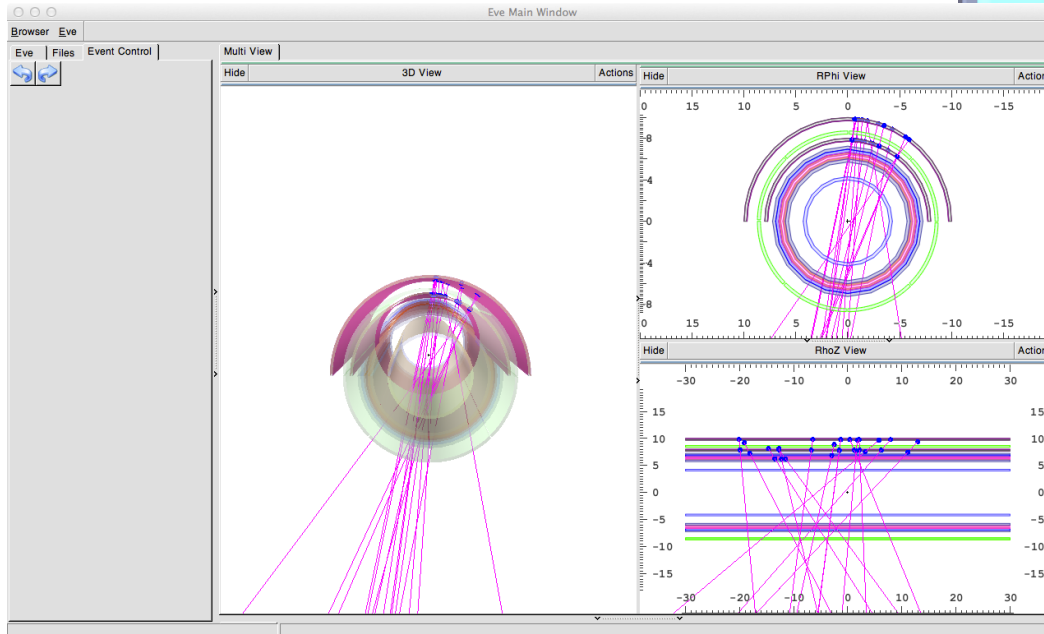 Eve Main Window
Browser Eve
Eve Files Event Control
Multi View
Hide 3D View Actions
Hide RPhi View Action
0 15 10 5 0 -5 -10 -15
-8
-4
-0
4
8
0 15 10 5 0 -5 -10 -15
Hide RhoZ View Action
-30 -20 -10 0 10 20 30
15 15
10 10
5 5
0 0
-5 -5
-10 -10
-15 -15
-30 -20 -10 0 10 20 30